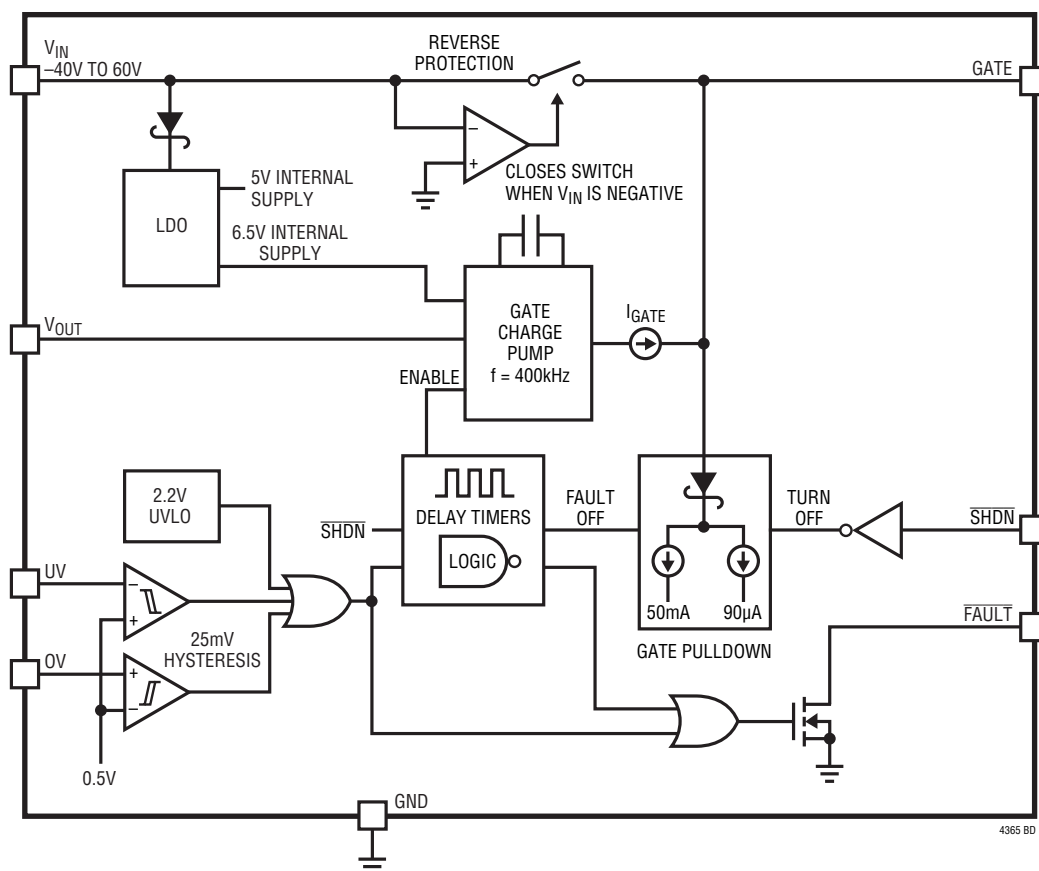 VIN
–40V TO 60V
REVERSE
PROTECTION
GATE
–
+
CLOSES SWITCH
WHEN VIN IS NEGATIVE
5V INTERNAL
SUPPLY
LDO
6.5V INTERNAL
SUPPLY
VOUT
GATE
CHARGE
PUMP
f = 400kHz
IGATE
ENABLE
2.2V
UVLO
SHDN
DELAY TIMERS
LOGIC
FAULT
OFF
TURN
OFF
SHDN
50mA
90µA
GATE PULLDOWN
FAULT
UV
–
+
25mV
HYSTERESIS
OV
+
–
0.5V
GND
4365 BD